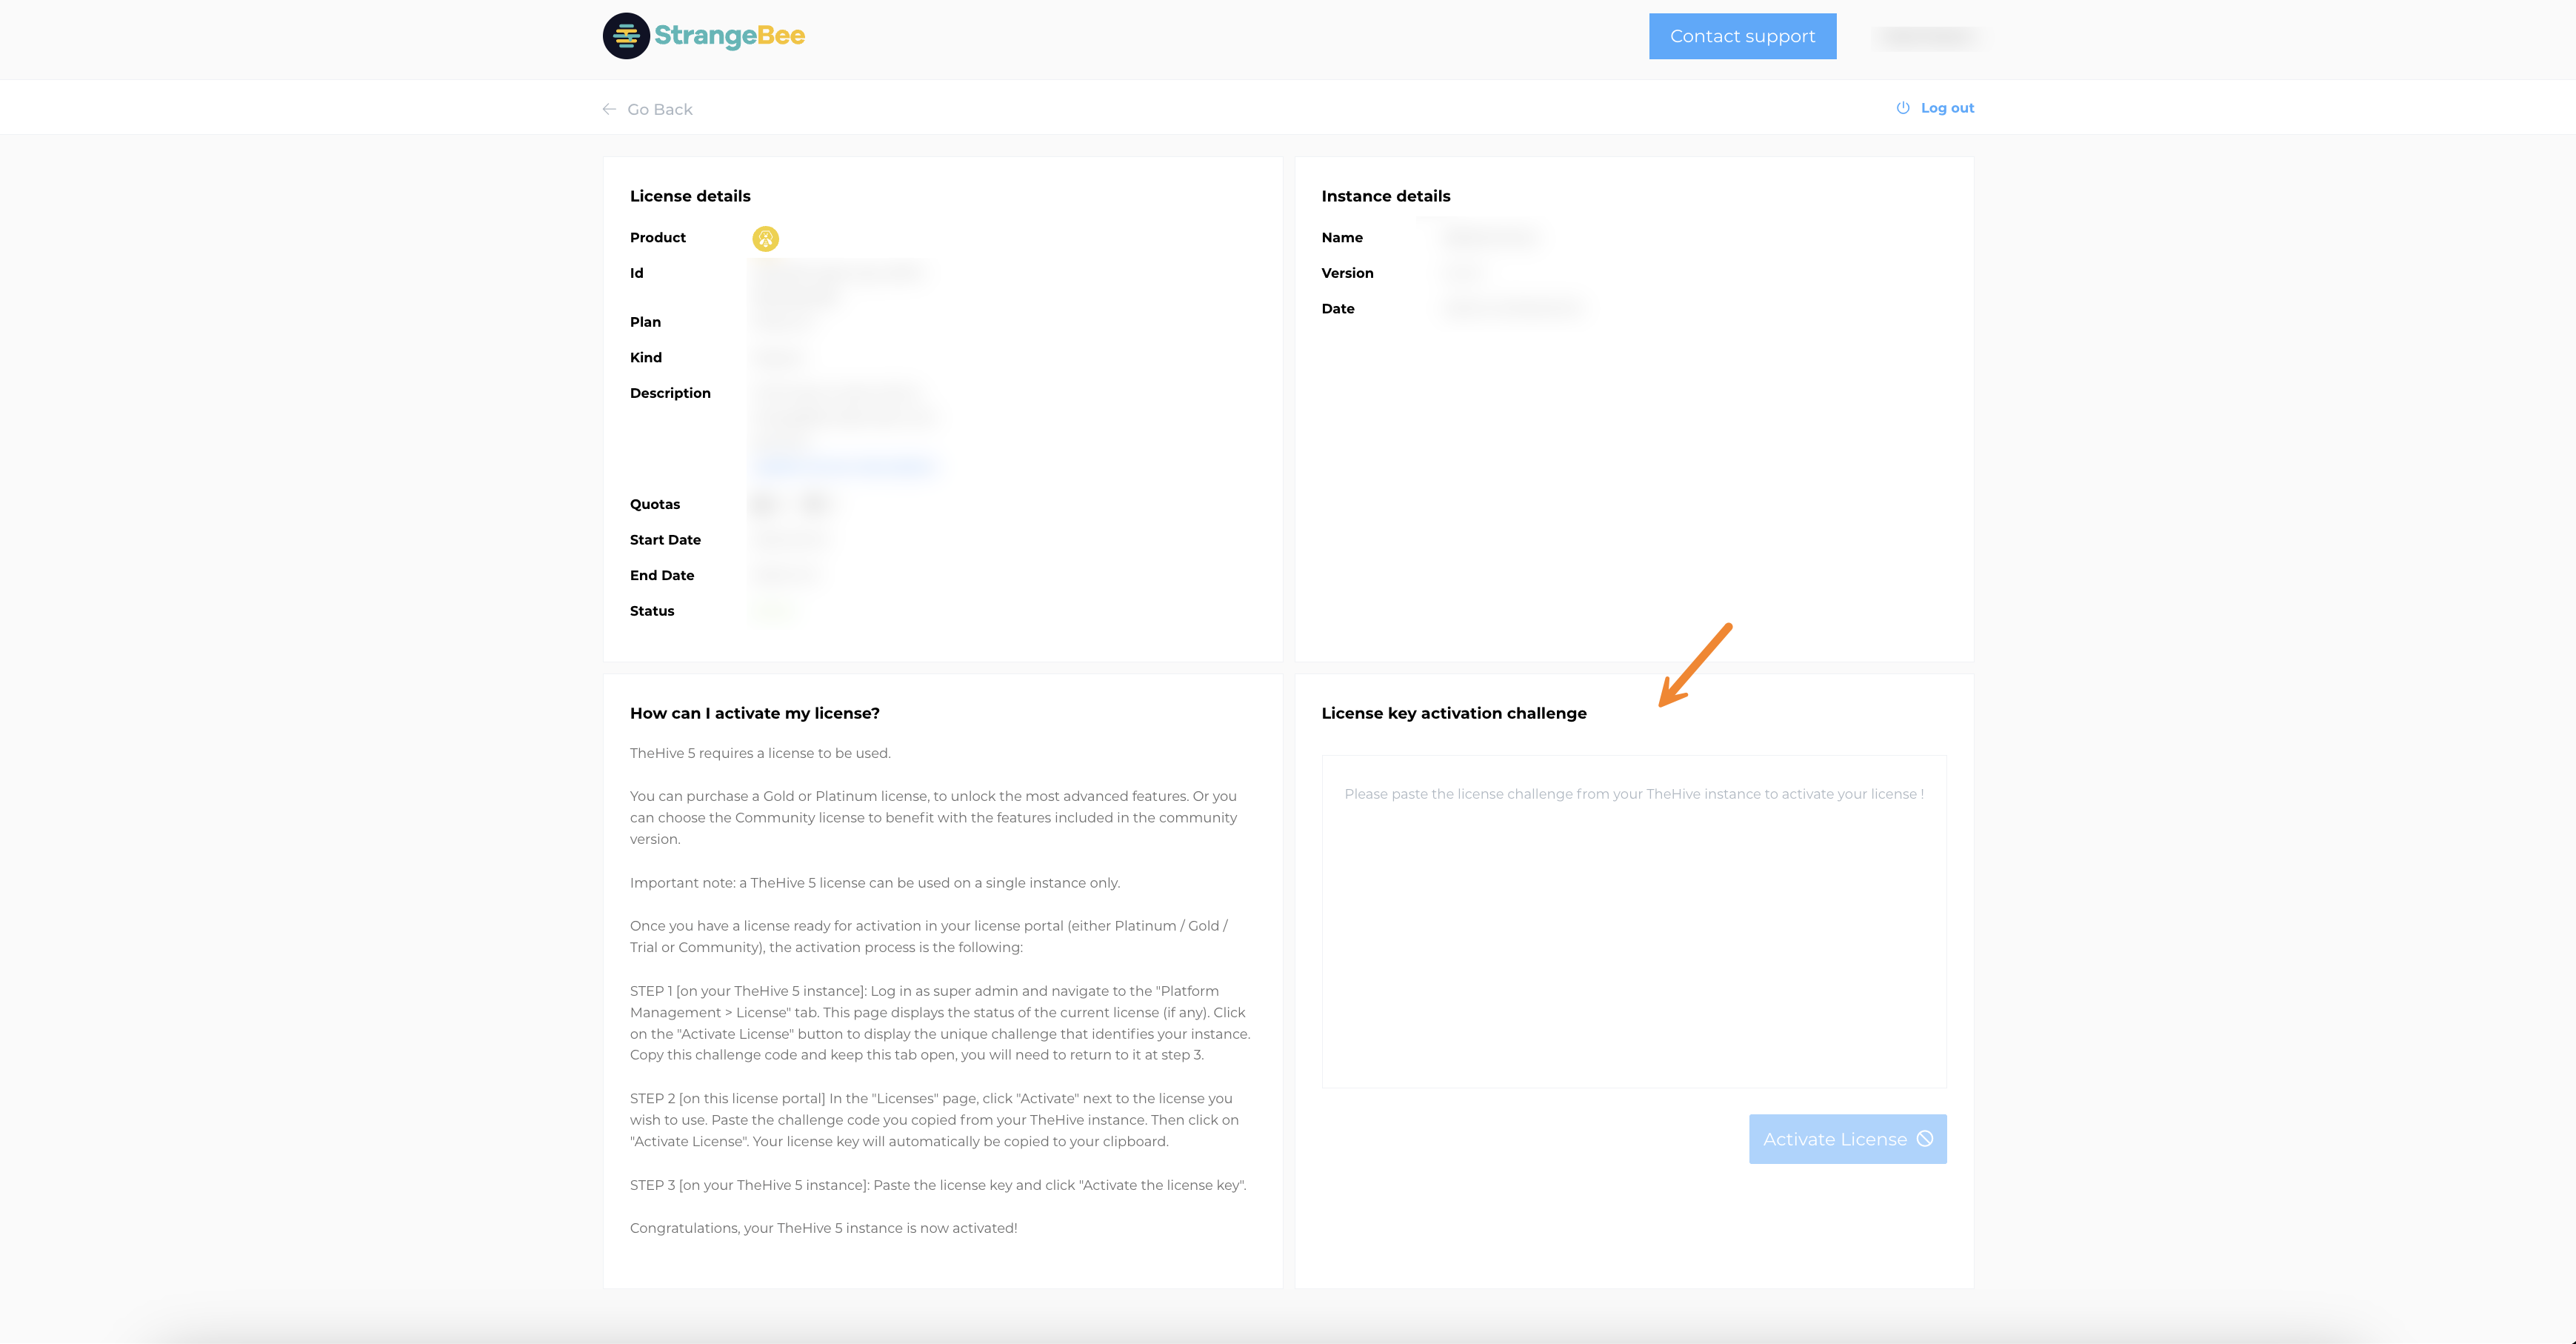 StrangeBee
Contact support
Go Back
Log out
License details
Product
Id
Plan
Kind
Description
Quotas
Start Date
End Date
Status
Instance details
Name
Version
Date
How can I activate my license?
TheHive 5 requires a license to be used.
You can purchase a Gold or Platinum license, to unlock the most advanced features. Or you
can choose the Community license to benefit with the features included in the community
version.
Important note: a TheHive 5 license can be used on a single instance only.
Once you have a license ready for activation in your license portal (either Platinum / Gold /
Trial or Community), the activation process is the following:
STEP 1 [on your TheHive 5 instance]: Log in as super admin and navigate to the "Platform
Management > License" tab. This page displays the status of the current license (if any). Click
on the "Activate License" button to display the unique challenge that identifies your instance.
Copy this challenge code and keep this tab open, you will need to return to it at step 3.
STEP 2 [on this license portal] In the "Licenses" page, click "Activate" next to the license you
wish to use. Paste the challenge code you copied from your TheHive instance. Then click on
"Activate License". Your license key will automatically be copied to your clipboard.
STEP 3 [on your TheHive 5 instance]: Paste the license key and click "Activate the license key".
Congratulations, your TheHive 5 instance is now activated!
License key activation challenge
Please paste the license challenge from your TheHive instance to activate your license !
Activate License